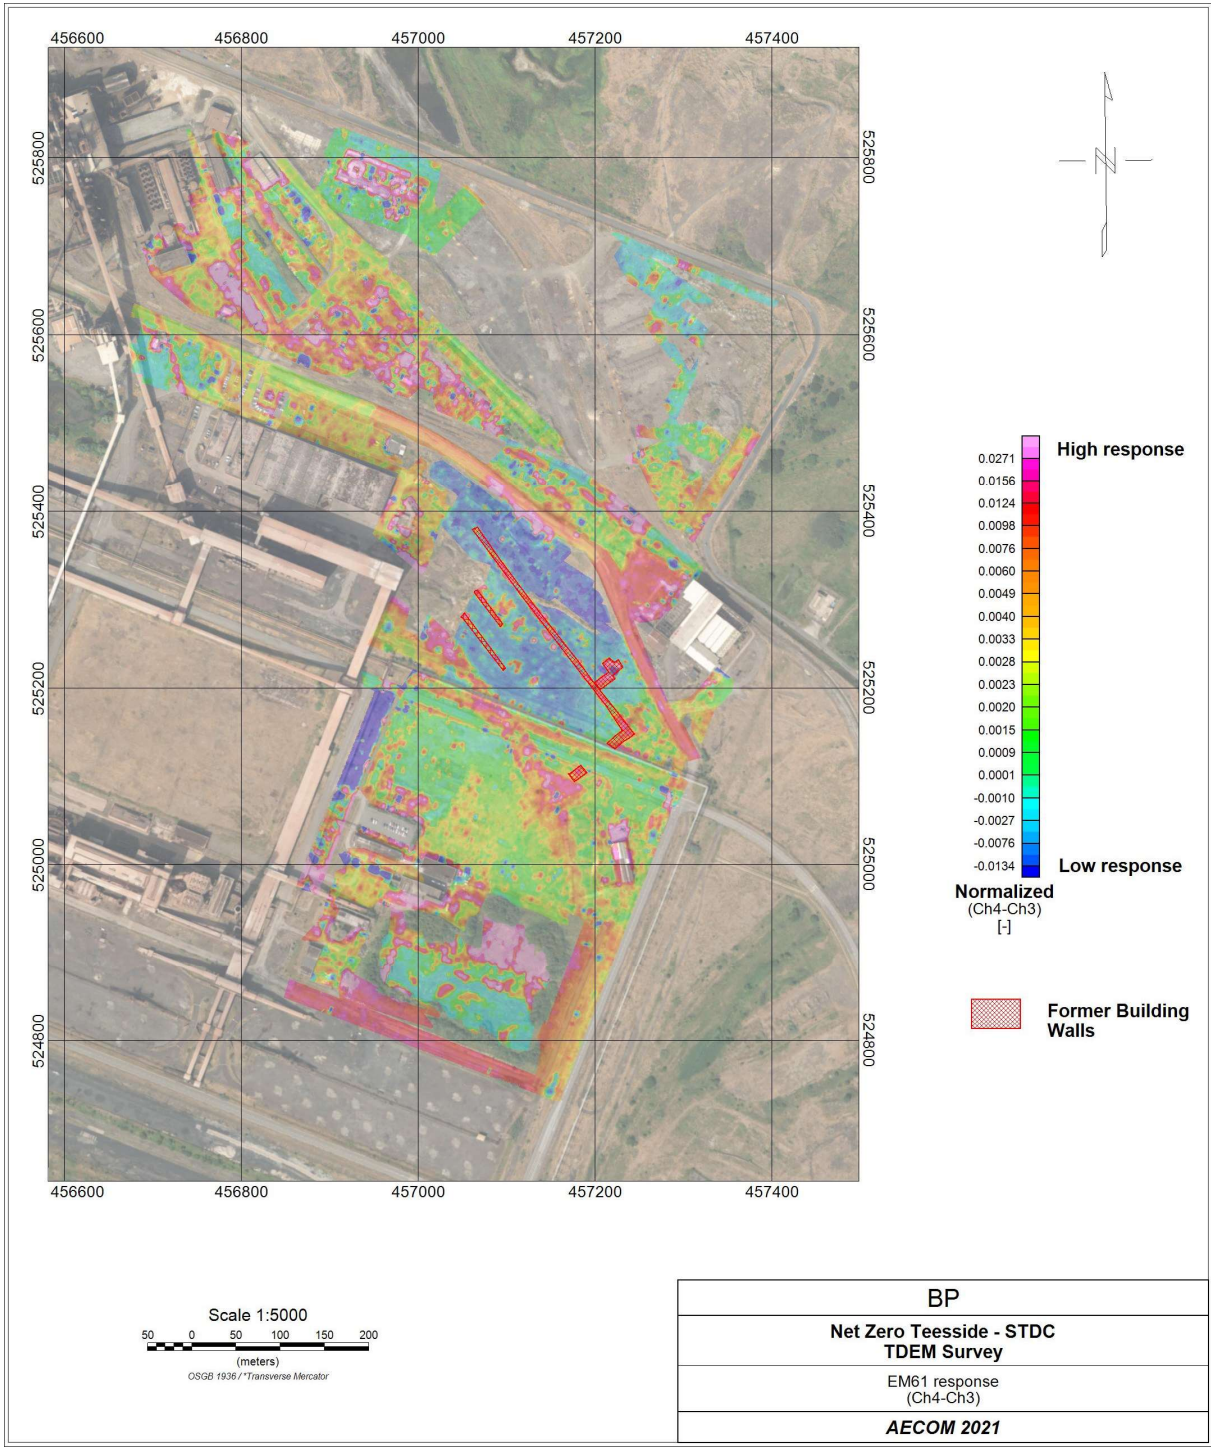 456600 456800 457000 457200 457400
525800
525600
525400
525200
525000
524800
525800
525600
525400
525200
525000
524800
456600 456800 457000 457200 457400
N
High response
0.0271
0.0156
0.0124
0.0098
0.0076
0.0060
0.0049
0.0040
0.0033
0.0028
0.0023
0.0020
0.0015
0.0009
0.0001
-0.0010
-0.0027
-0.0076
-0.0134
Low response
Normalized
(Ch4-Ch3)
[-]
Former Building
Walls
Scale 1:5000
50 0 50 100 150 200
(meters)
OSGB 1936 / *Transverse Mercator
BP
Net Zero Teesside - STDC
TDEM Survey
EM61 response
(Ch4-Ch3)
AECOM 2021